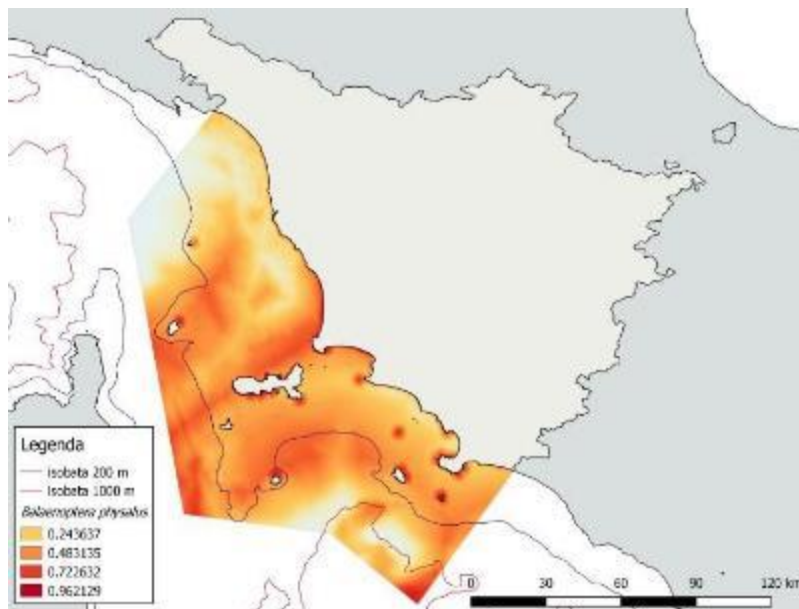 Legenda
isobata 200 m
Isobata 1000 m
Balaenoptera physalus
0.243637
0.483135
0.722632
0.962129
0 30 60 90 120 km